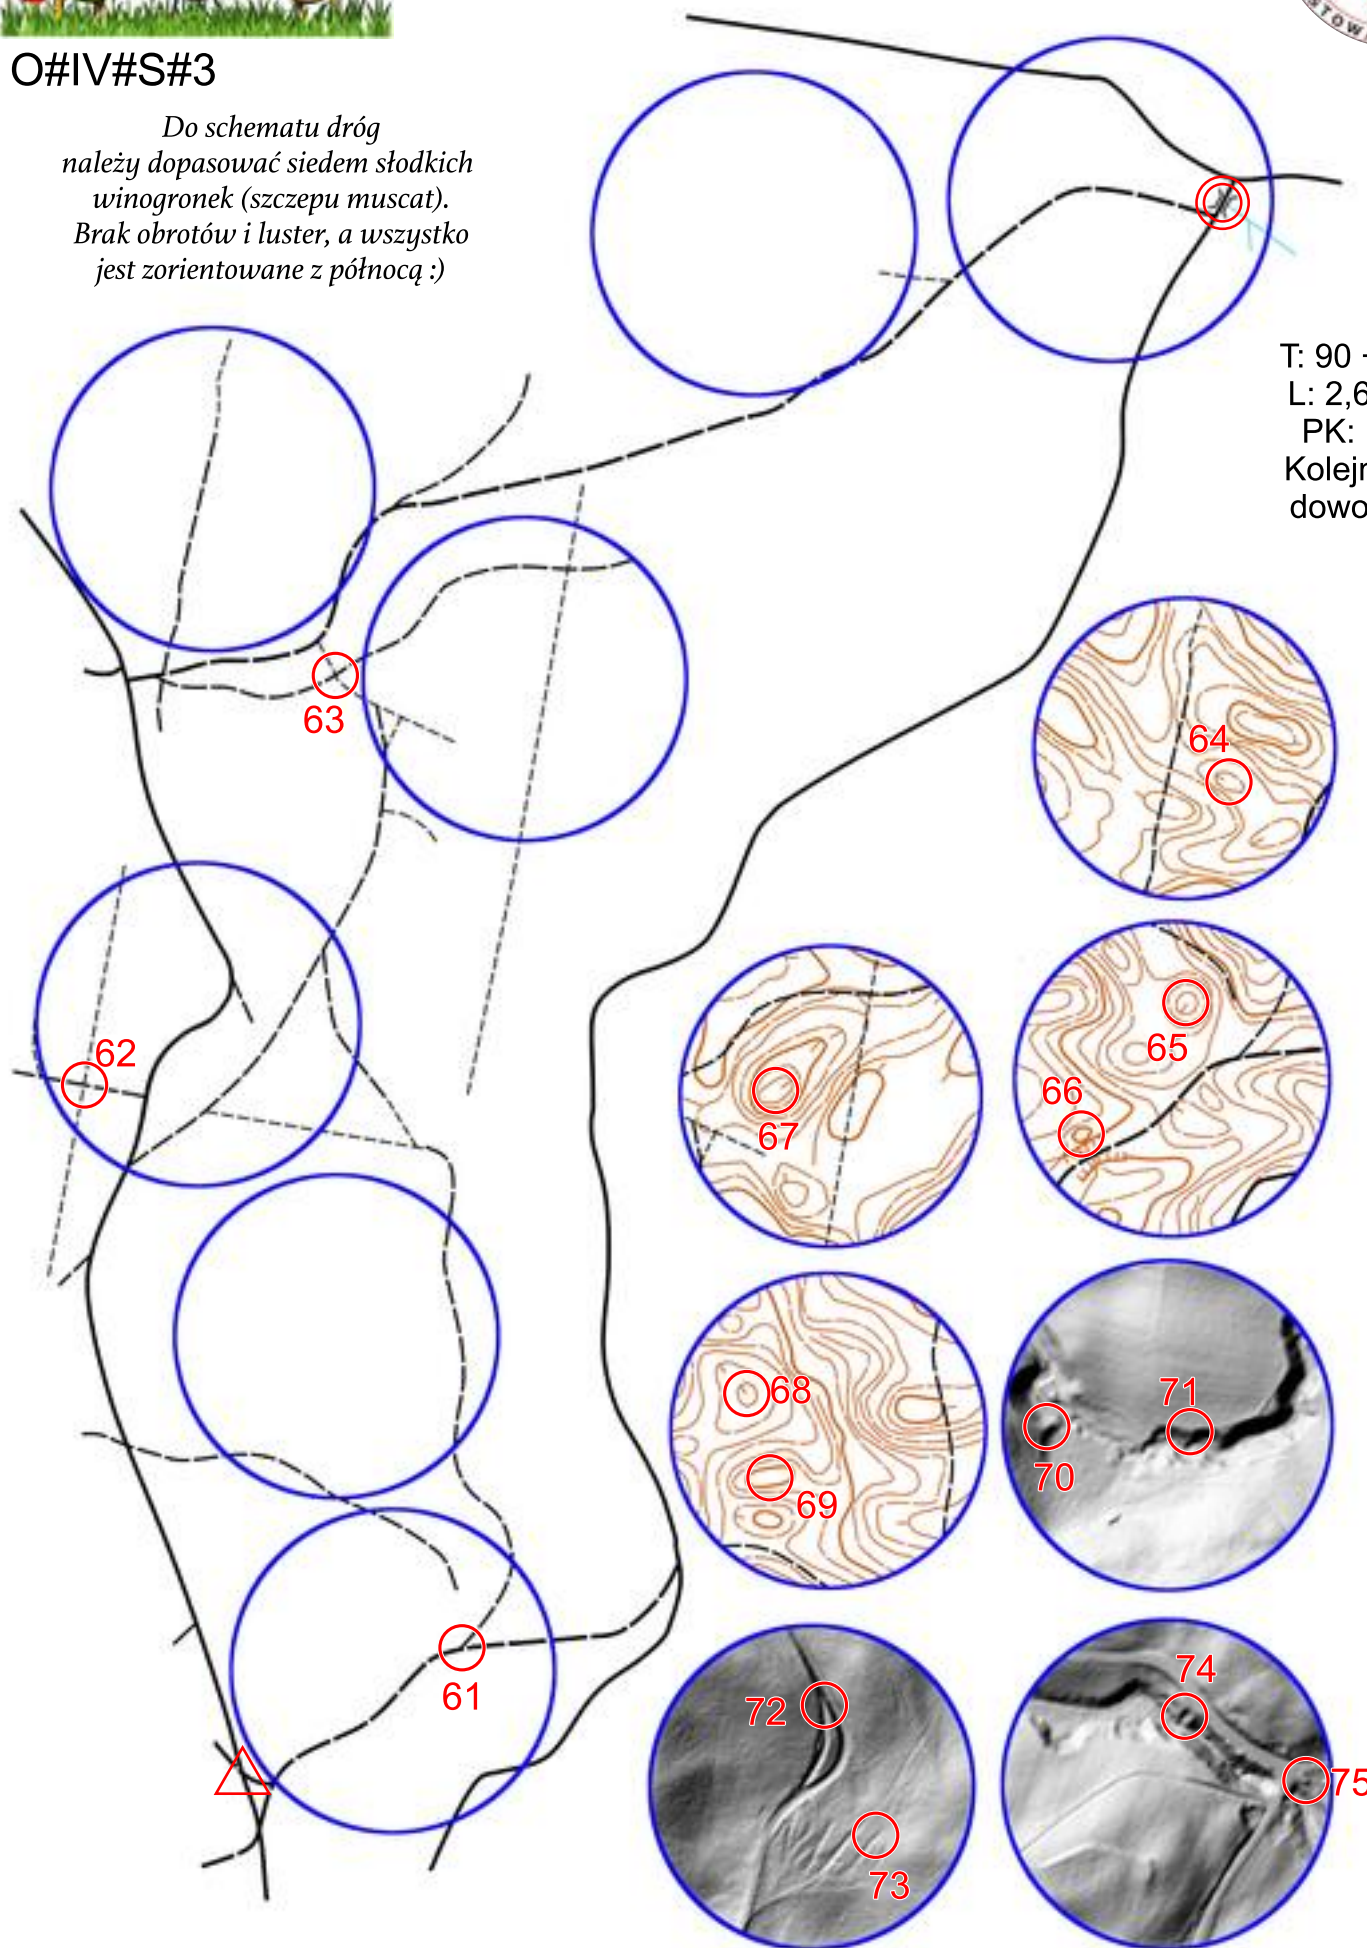 O#IV#S#3
Do schematu dróg
należy dopasować siedem słodkich
winogronek (szczepu muscat).
Brak obrotów i luster, a wszystko
jest zorientowane z północą :)
T: 90
L: 2,6
PK:
63
64
65
66
62
67
68
69
71
70
61
72
73
74
75